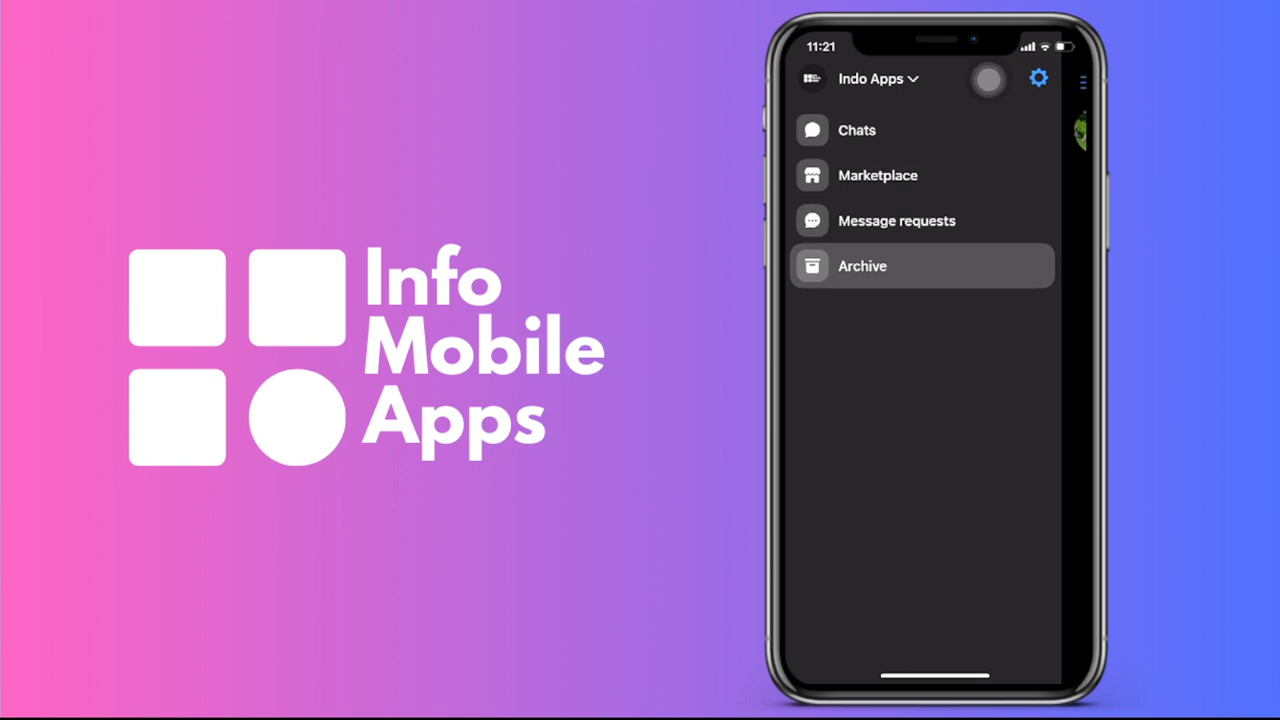 Info
Mobile
Apps
11:21
Indo Apps
Chats
Marketplace
Message requests
Archive